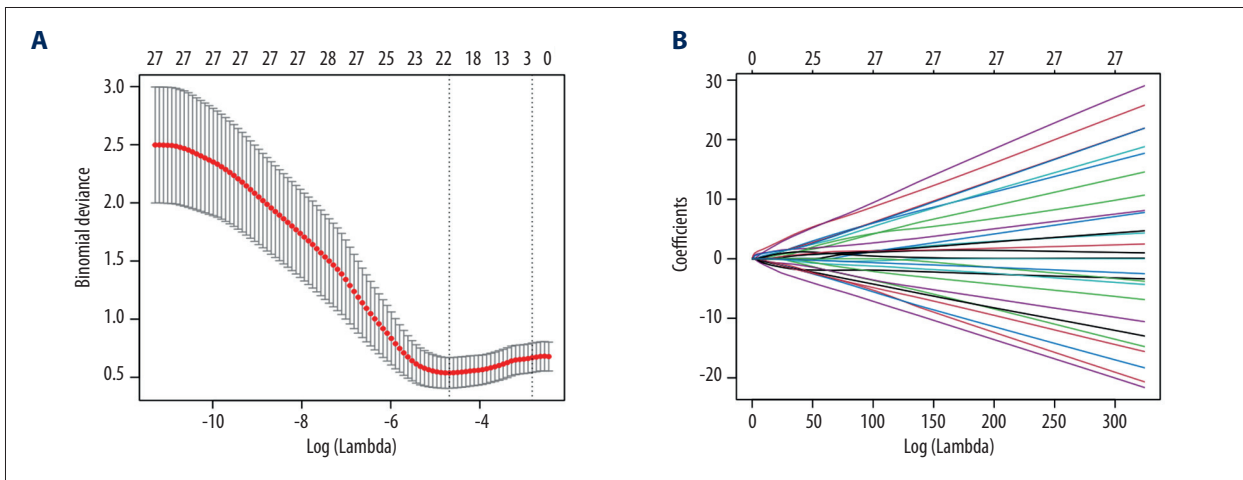 A
27 27 27 27 27 27 28 27 25 23 22 18 13 3 0
3.0
2.5
2.0
1.5
1.0
0.5
Binomial deviance
-10 -8 -6 -4
Log (Lambda)
B
0 25 27 27 27 27 27
30
20
10
0
-10
-20
Coefficients
0 50 100 150 200 250 300
Log (Lambda)